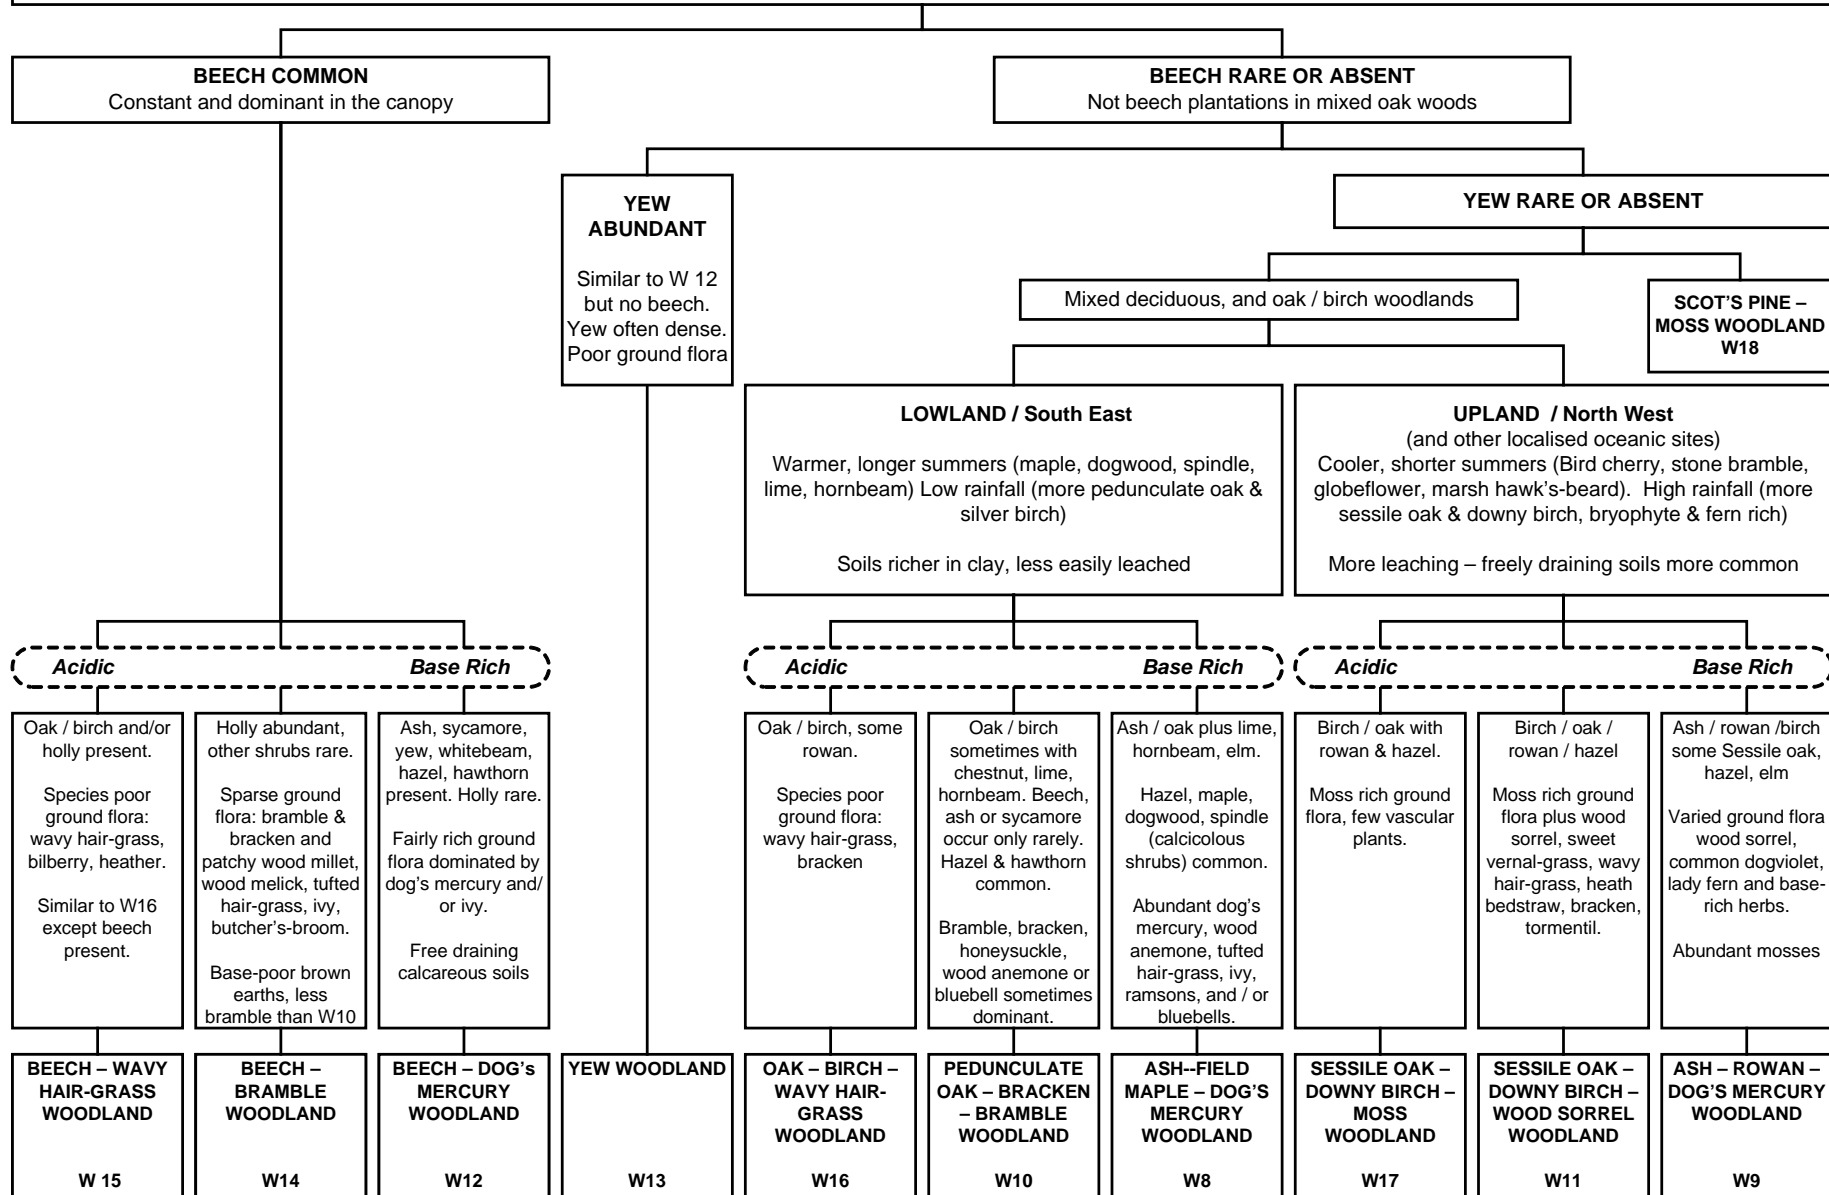 BEECH COMMON
Constant and dominant in the canopy
BEECH RARE OR ABSENT
Not beech plantations in mixed oak woods
YEW
ABUNDANT
Similar to W 12
but no beech.
Yew often dense.
Poor ground flora
YEW RARE OR ABSENT
Mixed deciduous, and oak / birch woodlands
SCOT'S PINE –
MOSS WOODLAND
W18
LOWLAND / South East
Warmer, longer summers (maple, dogwood, spindle,
lime, hornbeam) Low rainfall (more pedunculate oak &
silver birch)
Soils richer in clay, less easily leached
UPLAND / North West
(and other localised oceanic sites)
Cooler, shorter summers (Bird cherry, stone bramble,
globeflower, marsh hawk's-beard). High rainfall (more
sessile oak & downy birch, bryophyte & fern rich)
More leaching – freely draining soils more common
Acidic
Base Rich
Acidic
Base Rich
Acidic
Base Rich
Oak / birch and/or
holly present.
Species poor
ground flora:
wavy hair-grass,
bilberry, heather.
Similar to W16
except beech
present.
Holly abundant,
other shrubs rare.
Sparse ground
flora: bramble &
bracken and
patchy wood millet,
wood melick, tufted
hair-grass, ivy,
butcher's-broom.
Base-poor brown
earths, less
bramble than W10
Ash, sycamore,
yew, whitebeam,
hazel, hawthorn
present. Holly rare.
Fairly rich ground
flora dominated by
dog's mercury and/
or ivy.
Free draining
calcareous soils
Oak / birch, some
rowan.
Species poor
ground flora:
wavy hair-grass,
bracken
Oak / birch
sometimes with
chestnut, lime,
hornbeam. Beech,
ash or sycamore
occur only rarely.
Hazel & hawthorn
common.
Bramble, bracken,
honeysuckle,
wood anemone or
bluebell sometimes
dominant.
Ash / oak plus lime,
hornbeam, elm.
Hazel, maple,
dogwood, spindle
(calcicolous
shrubs) common.
Abundant dog's
mercury, wood
anemone, tufted
hair-grass, ivy,
ramsons, and / or
bluebells.
Birch / oak with
rowan & hazel.
Moss rich ground
flora, few vascular
plants.
Birch / oak /
rowan / hazel
Moss rich ground
flora plus wood
sorrel, sweet
vernal-grass, wavy
hair-grass, heath
bedstraw, bracken,
tormentil.
Ash / rowan /birch
some Sessile oak,
hazel, elm
Varied ground flora
wood sorrel,
common dogviolet,
lady fern and base-
rich herbs.
Abundant mosses
BEECH – WAVY
HAIR-GRASS
WOODLAND
W 15
BEECH –
BRAMBLE
WOODLAND
W14
BEECH – DOG's
MERCURY
WOODLAND
W12
YEW WOODLAND
W13
OAK – BIRCH –
WAVY HAIR-
GRASS
WOODLAND
W16
PEDUNCULATE
OAK – BRACKEN
– BRAMBLE
WOODLAND
W10
ASH--FIELD
MAPLE – DOG'S
MERCURY
WOODLAND
W8
SESSILE OAK –
DOWNY BIRCH –
MOSS
WOODLAND
W17
SESSILE OAK –
DOWNY BIRCH –
WOOD SORREL
WOODLAND
W11
ASH – ROWAN –
DOG'S MERCURY
WOODLAND
W9